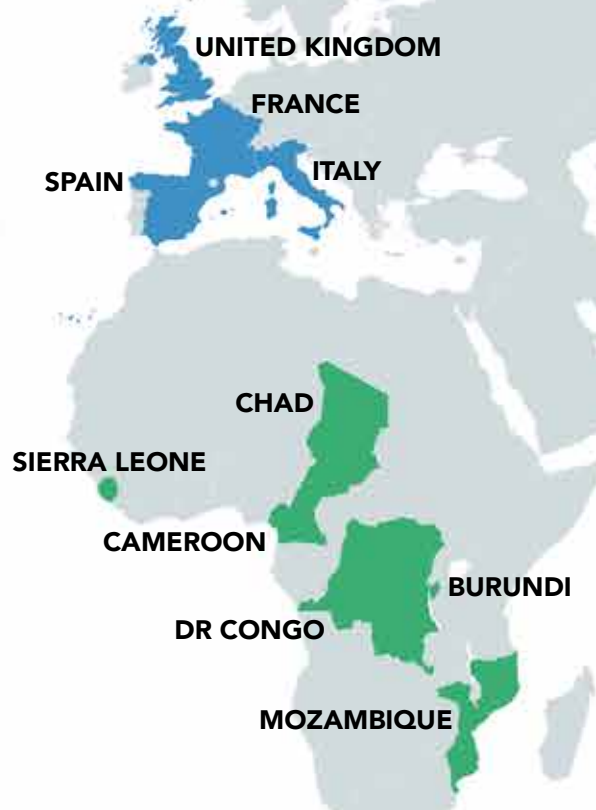 UNITED KINGDOM
FRANCE
ITALY
SPAIN
CHAD
SIERRA LEONE
CAMEROON
BURUNDI
DR CONGO
MOZAMBIQUE